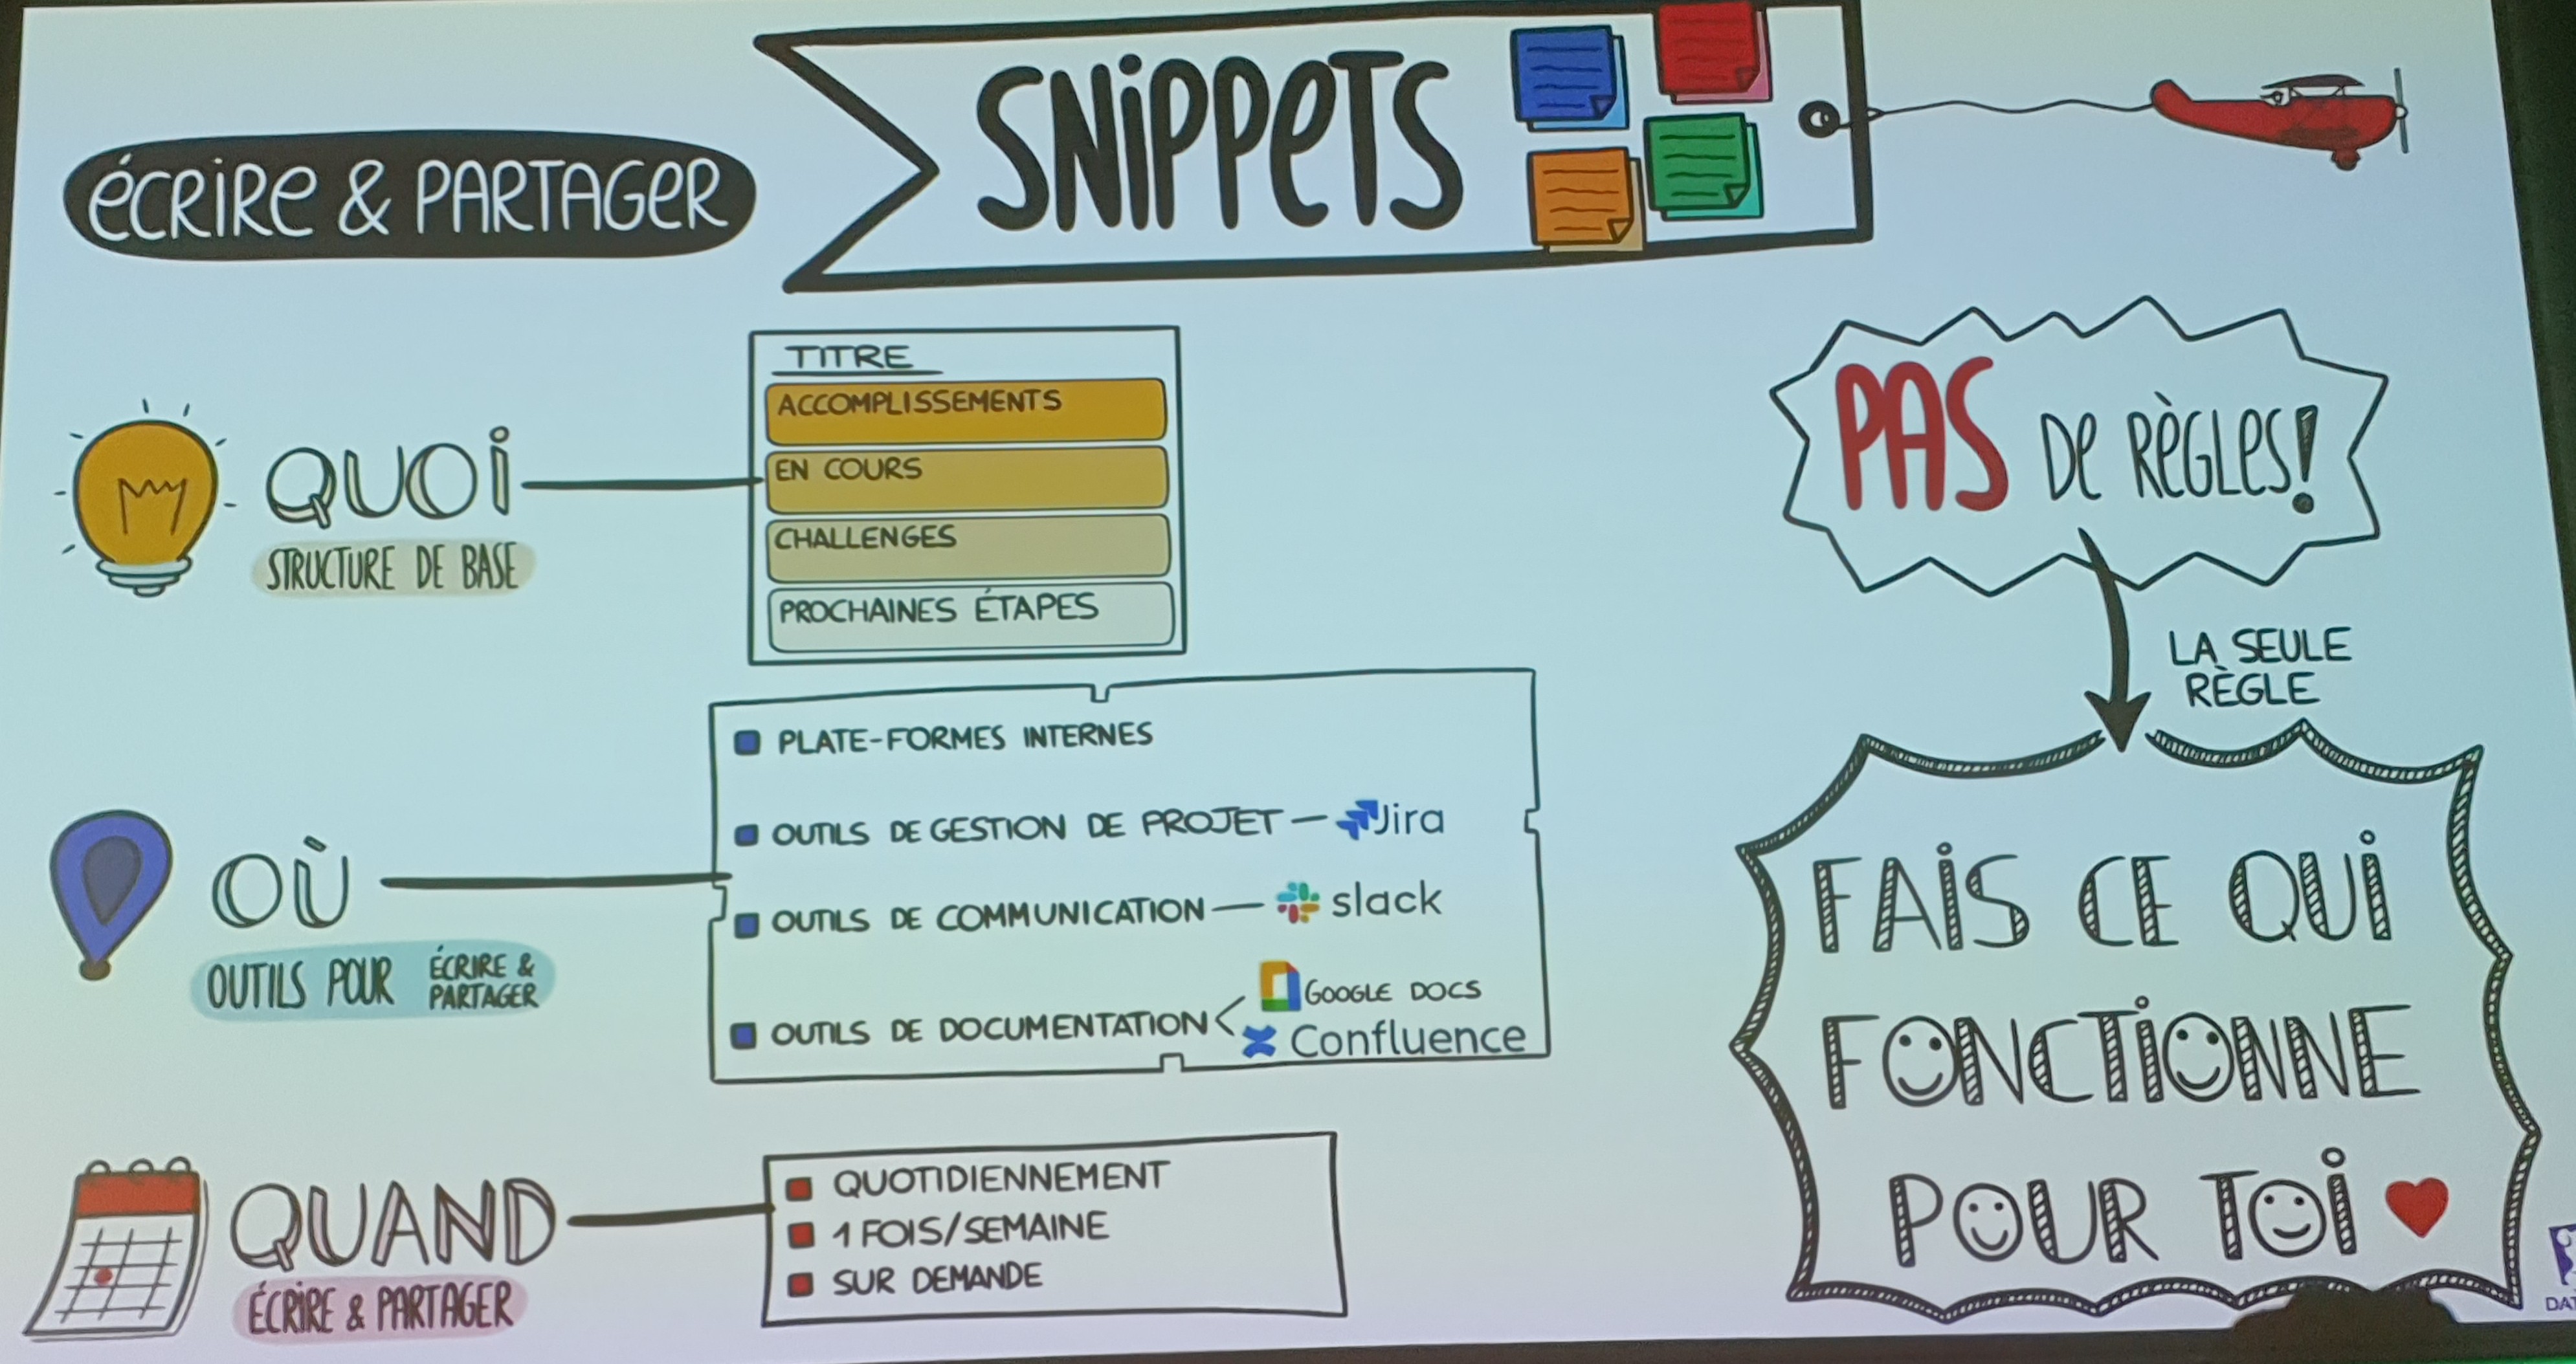 ÉCRIRE & PARTAGER
SNIPPETS
QUOI
STRUCTURE DE BASE
TITRE
ACCOMPLISSEMENTS
EN COURS
CHALLENGES
PROCHAINES ÉTAPES
OÙ
OUTILS POUR ÉCRIRE &
PARTAGER
PLATE-FORMES INTERNES
OUTILS DE GESTION DE PROJET — Jira
OUTILS DE COMMUNICATION — slack
OUTILS DE DOCUMENTATION <
GOOGLE DOCS
Confluence
QUAND
ÉCRIRE & PARTAGER
QUOTIDIENNEMENT
1 FOIS/SEMAINE
SUR DEMANDE
PAS DE RÈGLES!
LA SEULE
RÈGLE
FAIS CE QUI
FONCTIONNE
POUR TOI